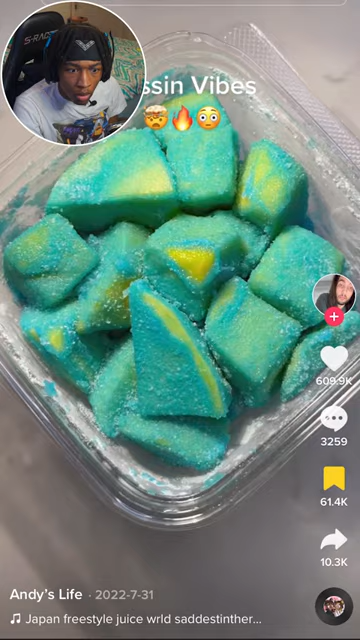 S-RAC
ssin Vibes
🤯🔥😳
609.9K
3259
61.4K
10.3K
Andy's Life · 2022-7-31
Japan freestyle juice wrld saddestinther...